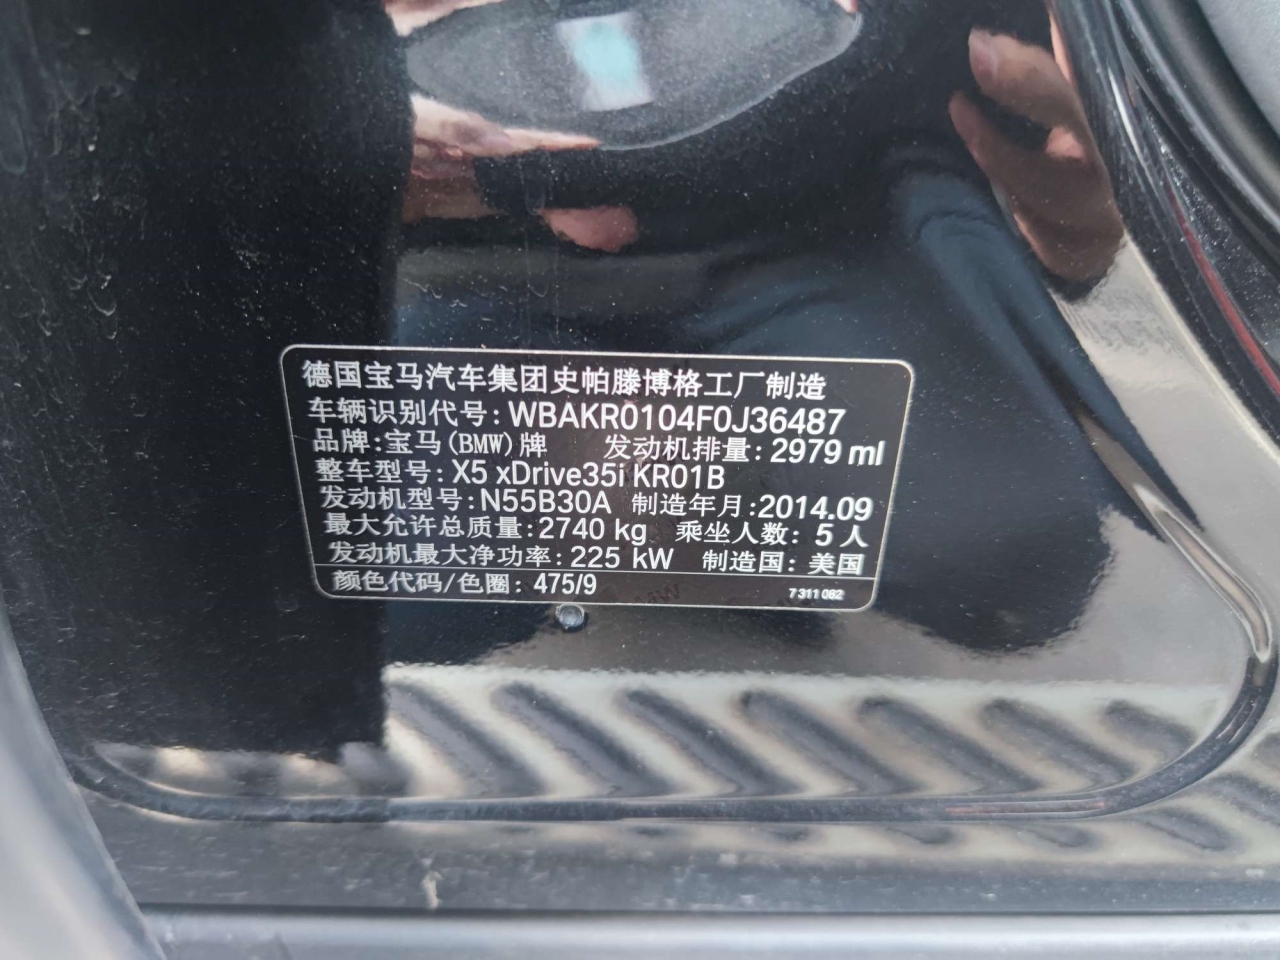 德国宝马汽车集团史帕滕博格工厂制造
车辆识别代号: WBAKR0104F0J36487
品牌: 宝马(BMW)牌 发动机排量: 2979 ml
整车型号: X5 xDrive35i KR01B
发动机型号: N55B30A 制造年月: 2014.09
最大允许总质量: 2740 kg 乘坐人数: 5人
发动机最大净功率: 225 kW 制造国: 美国
颜色代码/色圈: 475/9 7 311 082